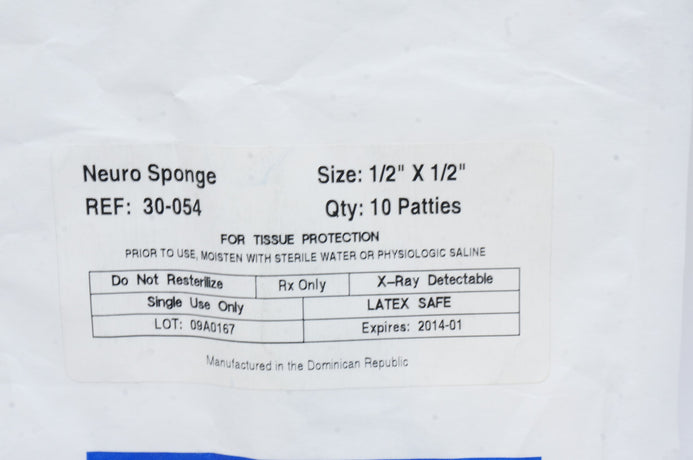 Neuro Sponge Size: 1/2" X 1/2"
REF: 30-054 Qty: 10 Patties
FOR TISSUE PROTECTION
PRIOR TO USE, MOISTEN WITH STERILE WATER OR PHYSIOLOGIC SALINE
Do Not Resterilize Rx Only X-Ray Detectable
Single Use Only LATEX SAFE
LOT: 09A0167 Expires: 2014-01
Manufactured in the Dominican Republic